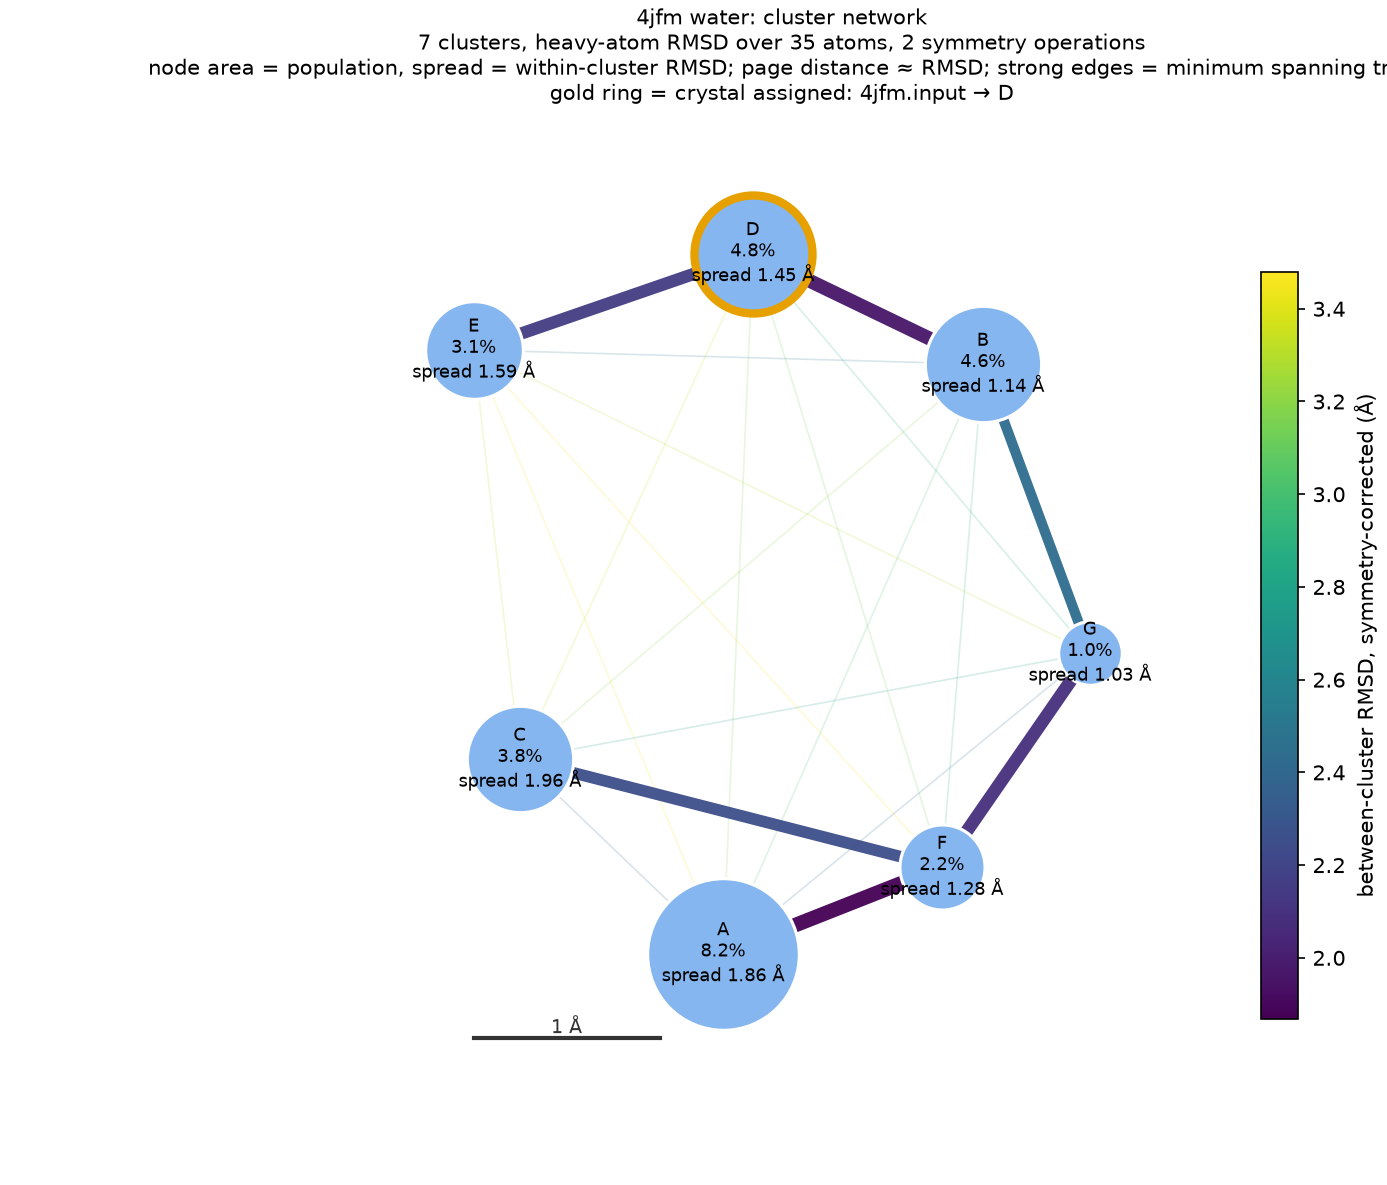 4jfm water: cluster network
7 clusters, heavy-atom RMSD over 35 atoms, 2 symmetry operations
node area = population, spread = within-cluster RMSD; page distance ≈ RMSD; strong edges = minimum spanning
gold ring = crystal assigned: 4jfm.input → D
D
4.8%
spread 1.45 Å
E
3.1%
spread 1.59 Å
B
4.6%
spread 1.14 Å
G
1.0%
spread 1.03 Å
C
3.8%
spread 1.96 Å
F
2.2%
spread 1.28 Å
A
8.2%
spread 1.86 Å
1 Å
3.4
3.2
3.0
2.8
2.6
2.4
2.2
2.0
between-cluster RMSD, symmetry-corrected (Å)